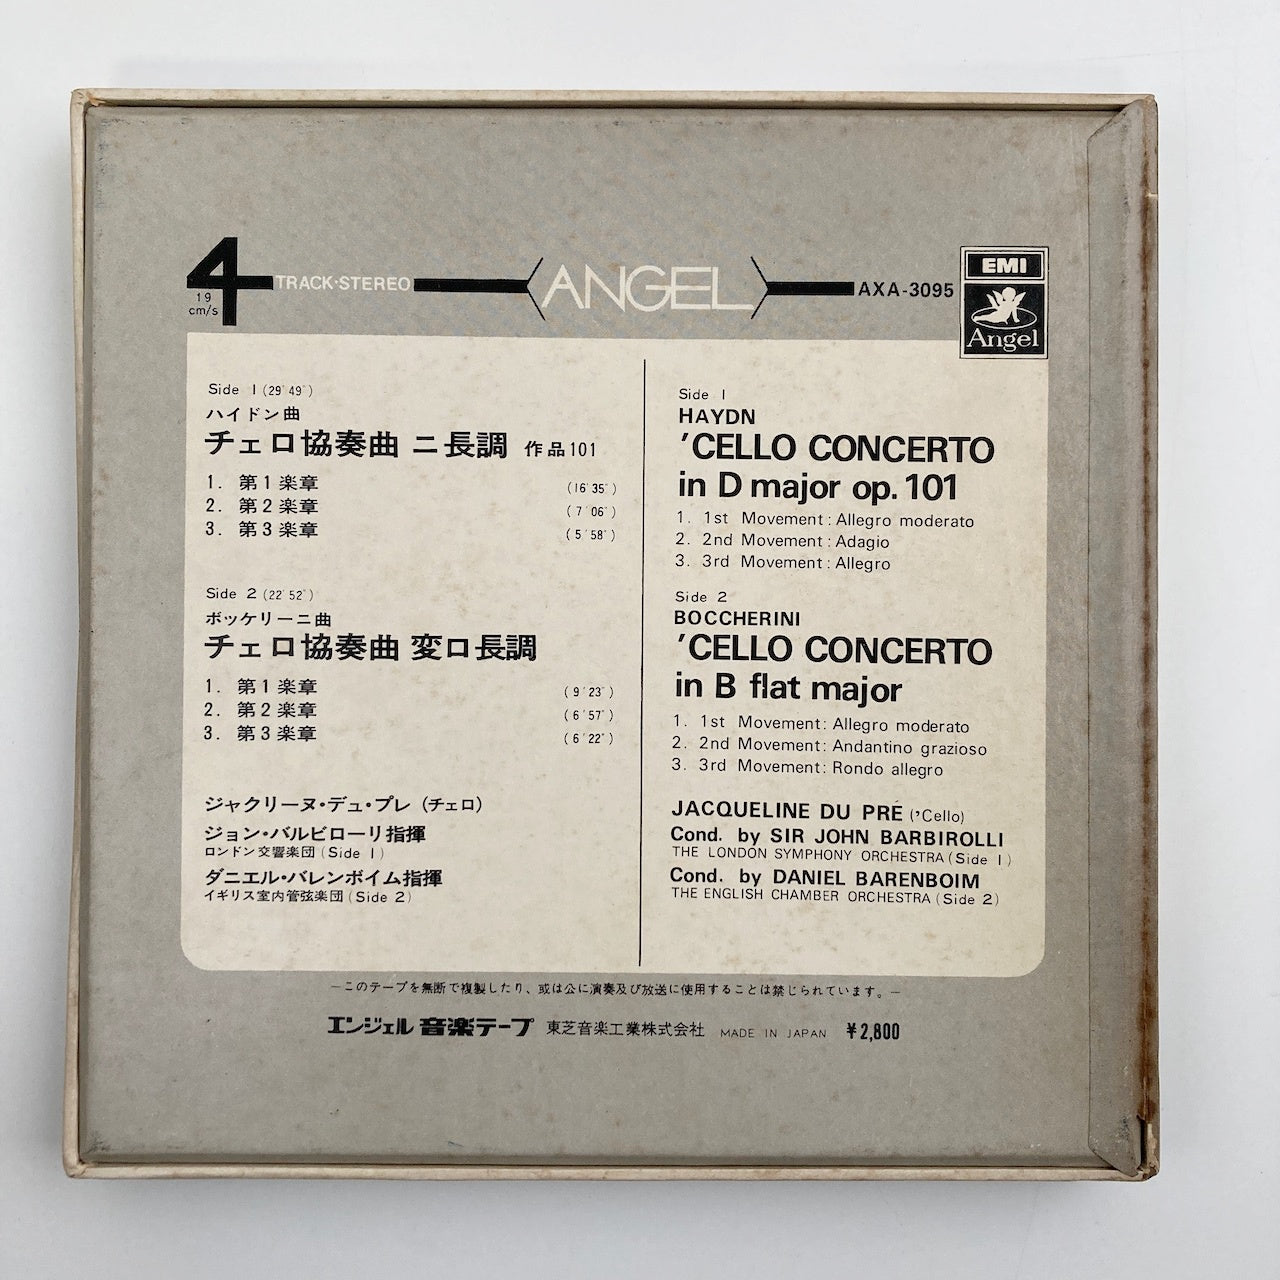 4
TRACK·STEREO
19
cm/s
ANGEL
AXA-3095
EMI
Angel
Side 1 (29′49″)
ハイドン曲
チェロ協奏曲 ニ長調 作品101
1. 第1楽章 (16′35″)
2. 第2楽章 (7′06″)
3. 第3楽章 (5′58″)
Side 2 (22′52″)
ボッケリーニ曲
チェロ協奏曲 変ロ長調
1. 第1楽章 (9′23″)
2. 第2楽章 (6′57″)
3. 第3楽章 (6′22″)
ジャクリーヌ・デュ・プレ (チェロ)
ジョン・バルビローリ指揮
ロンドン交響楽団 (Side 1)
ダニエル・バレンボイム指揮
イギリス室内管弦楽団 (Side 2)
Side 1
HAYDN
'CELLO CONCERTO
in D major op. 101
1. 1st Movement: Allegro moderato
2. 2nd Movement: Adagio
3. 3rd Movement: Allegro
Side 2
BOCCHERINI
'CELLO CONCERTO
in B flat major
1. 1st Movement: Allegro moderato
2. 2nd Movement: Andantino grazioso
3. 3rd Movement: Rondo allegro
JACQUELINE DU PRÉ ('Cello)
Cond. by SIR JOHN BARBIROLLI
THE LONDON SYMPHONY ORCHESTRA (Side 1)
Cond. by DANIEL BARENBOIM
THE ENGLISH CHAMBER ORCHESTRA (Side 2)
—このテープを無断で複製したり、或は公に演奏及び放送に使用することは禁じられています。—
エンジェル 音楽テープ 東芝音楽工業株式会社 MADE IN JAPAN ¥2,800